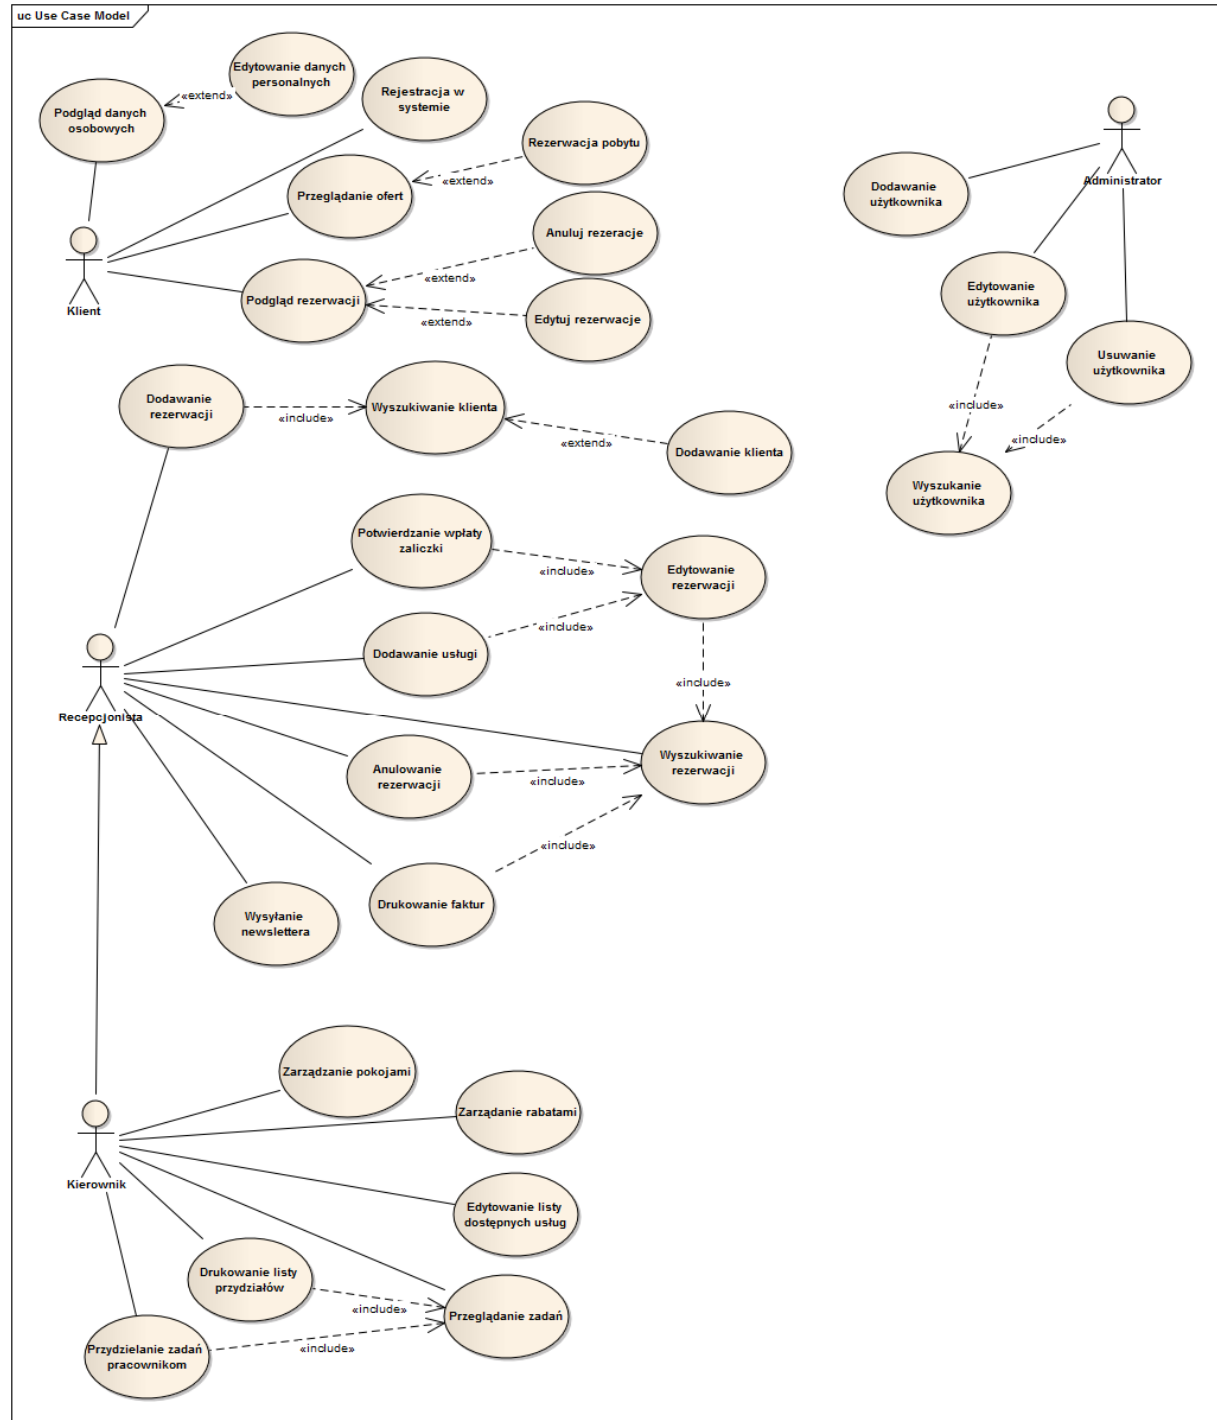 uc Use Case Model
Edytowanie danych
personalnych
«extend»
Podgląd danych
osobowych
Rejestracja w
systemie
Rezerwacja pobytu
«extend»
Przeglądanie ofert
Anuluj rezeracje
«extend»
Podgląd rezerwacji
Edytuj rezerwacje
«extend»
Klient
Administrator
Dodawanie
użytkownika
Edytowanie
użytkownika
Usuwanie
użytkownika
«include»
«include»
Wyszukanie
użytkownika
Dodawanie
rezerwacji
«include»
Wyszukiwanie klienta
«extend»
Dodawanie klienta
Potwierdzanie wpłaty
zaliczki
«include»
Edytowanie
rezerwacji
Dodawanie usługi
«include»
«include»
Recepcjonista
Wyszukiwanie
rezerwacji
Anulowanie
rezerwacji
«include»
«include»
Drukowanie faktur
Wysyłanie
newslettera
Zarządzanie pokojami
Zarządanie rabatami
Kierownik
Edytowanie listy
dostępnych usług
Drukowanie listy
przydziałów
«include»
Przeglądanie zadań
Przydzielanie zadań
pracownikom
«include»